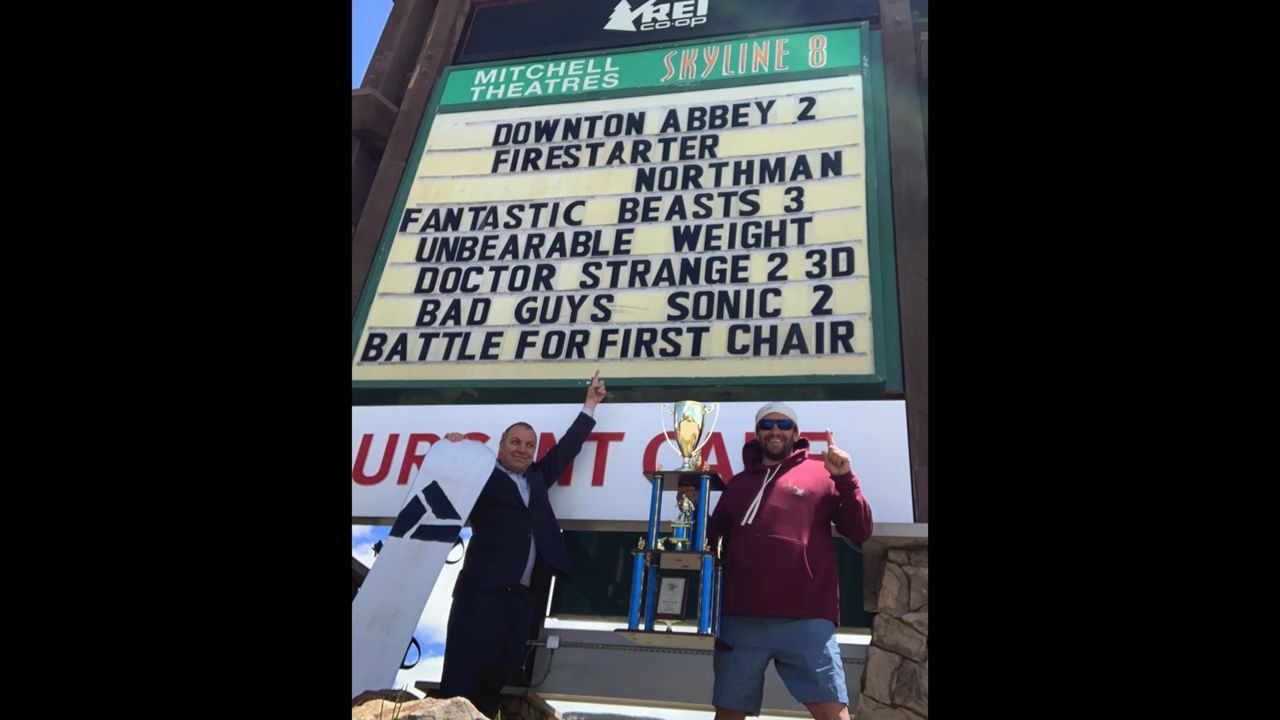 REI
CO·OP
MITCHELL THEATRES SKYLINE 8
DOWNTON ABBEY 2
FIRESTARTER
NORTHMAN
FANTASTIC BEASTS 3
UNBEARABLE WEIGHT
DOCTOR STRANGE 2 3D
BAD GUYS SONIC 2
BATTLE FOR FIRST CHAIR